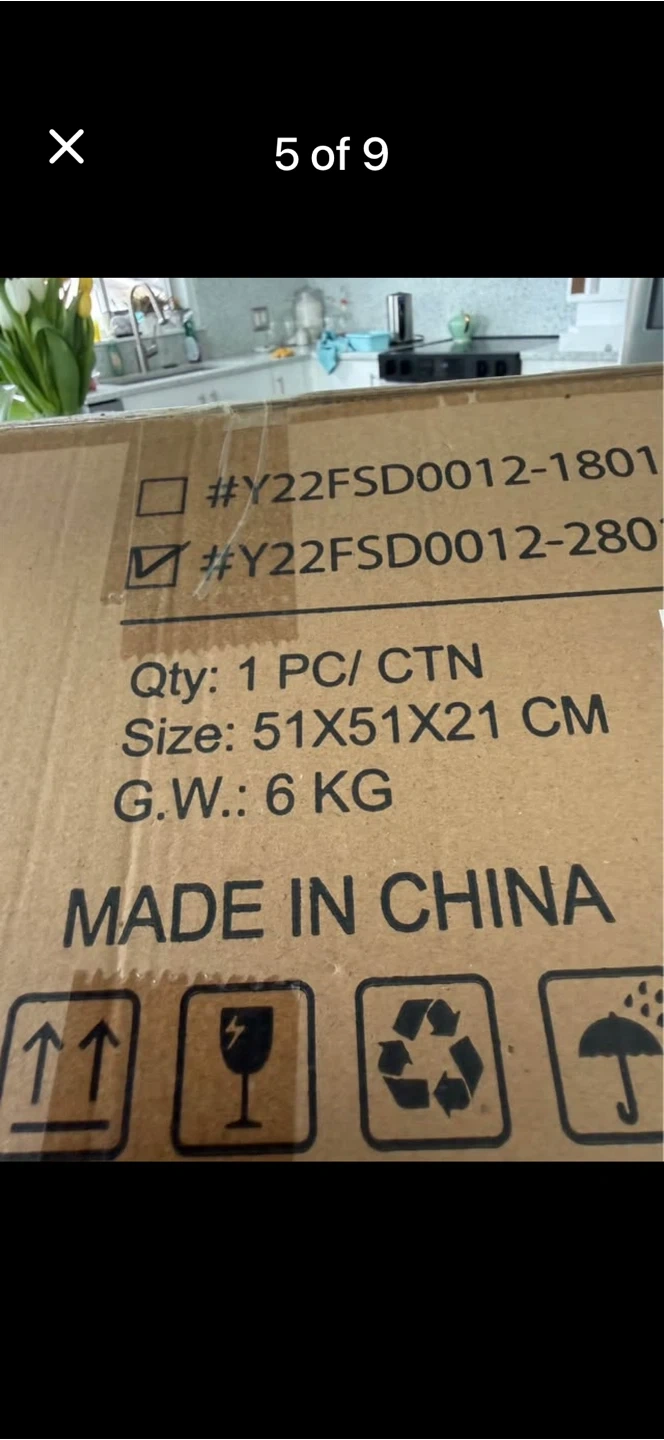 5 of 9
#Y22FSD0012-1801
#Y22FSD0012-280
Qty: 1 PC/ CTN
Size: 51X51X21 CM
G.W.: 6 KG
MADE IN CHINA